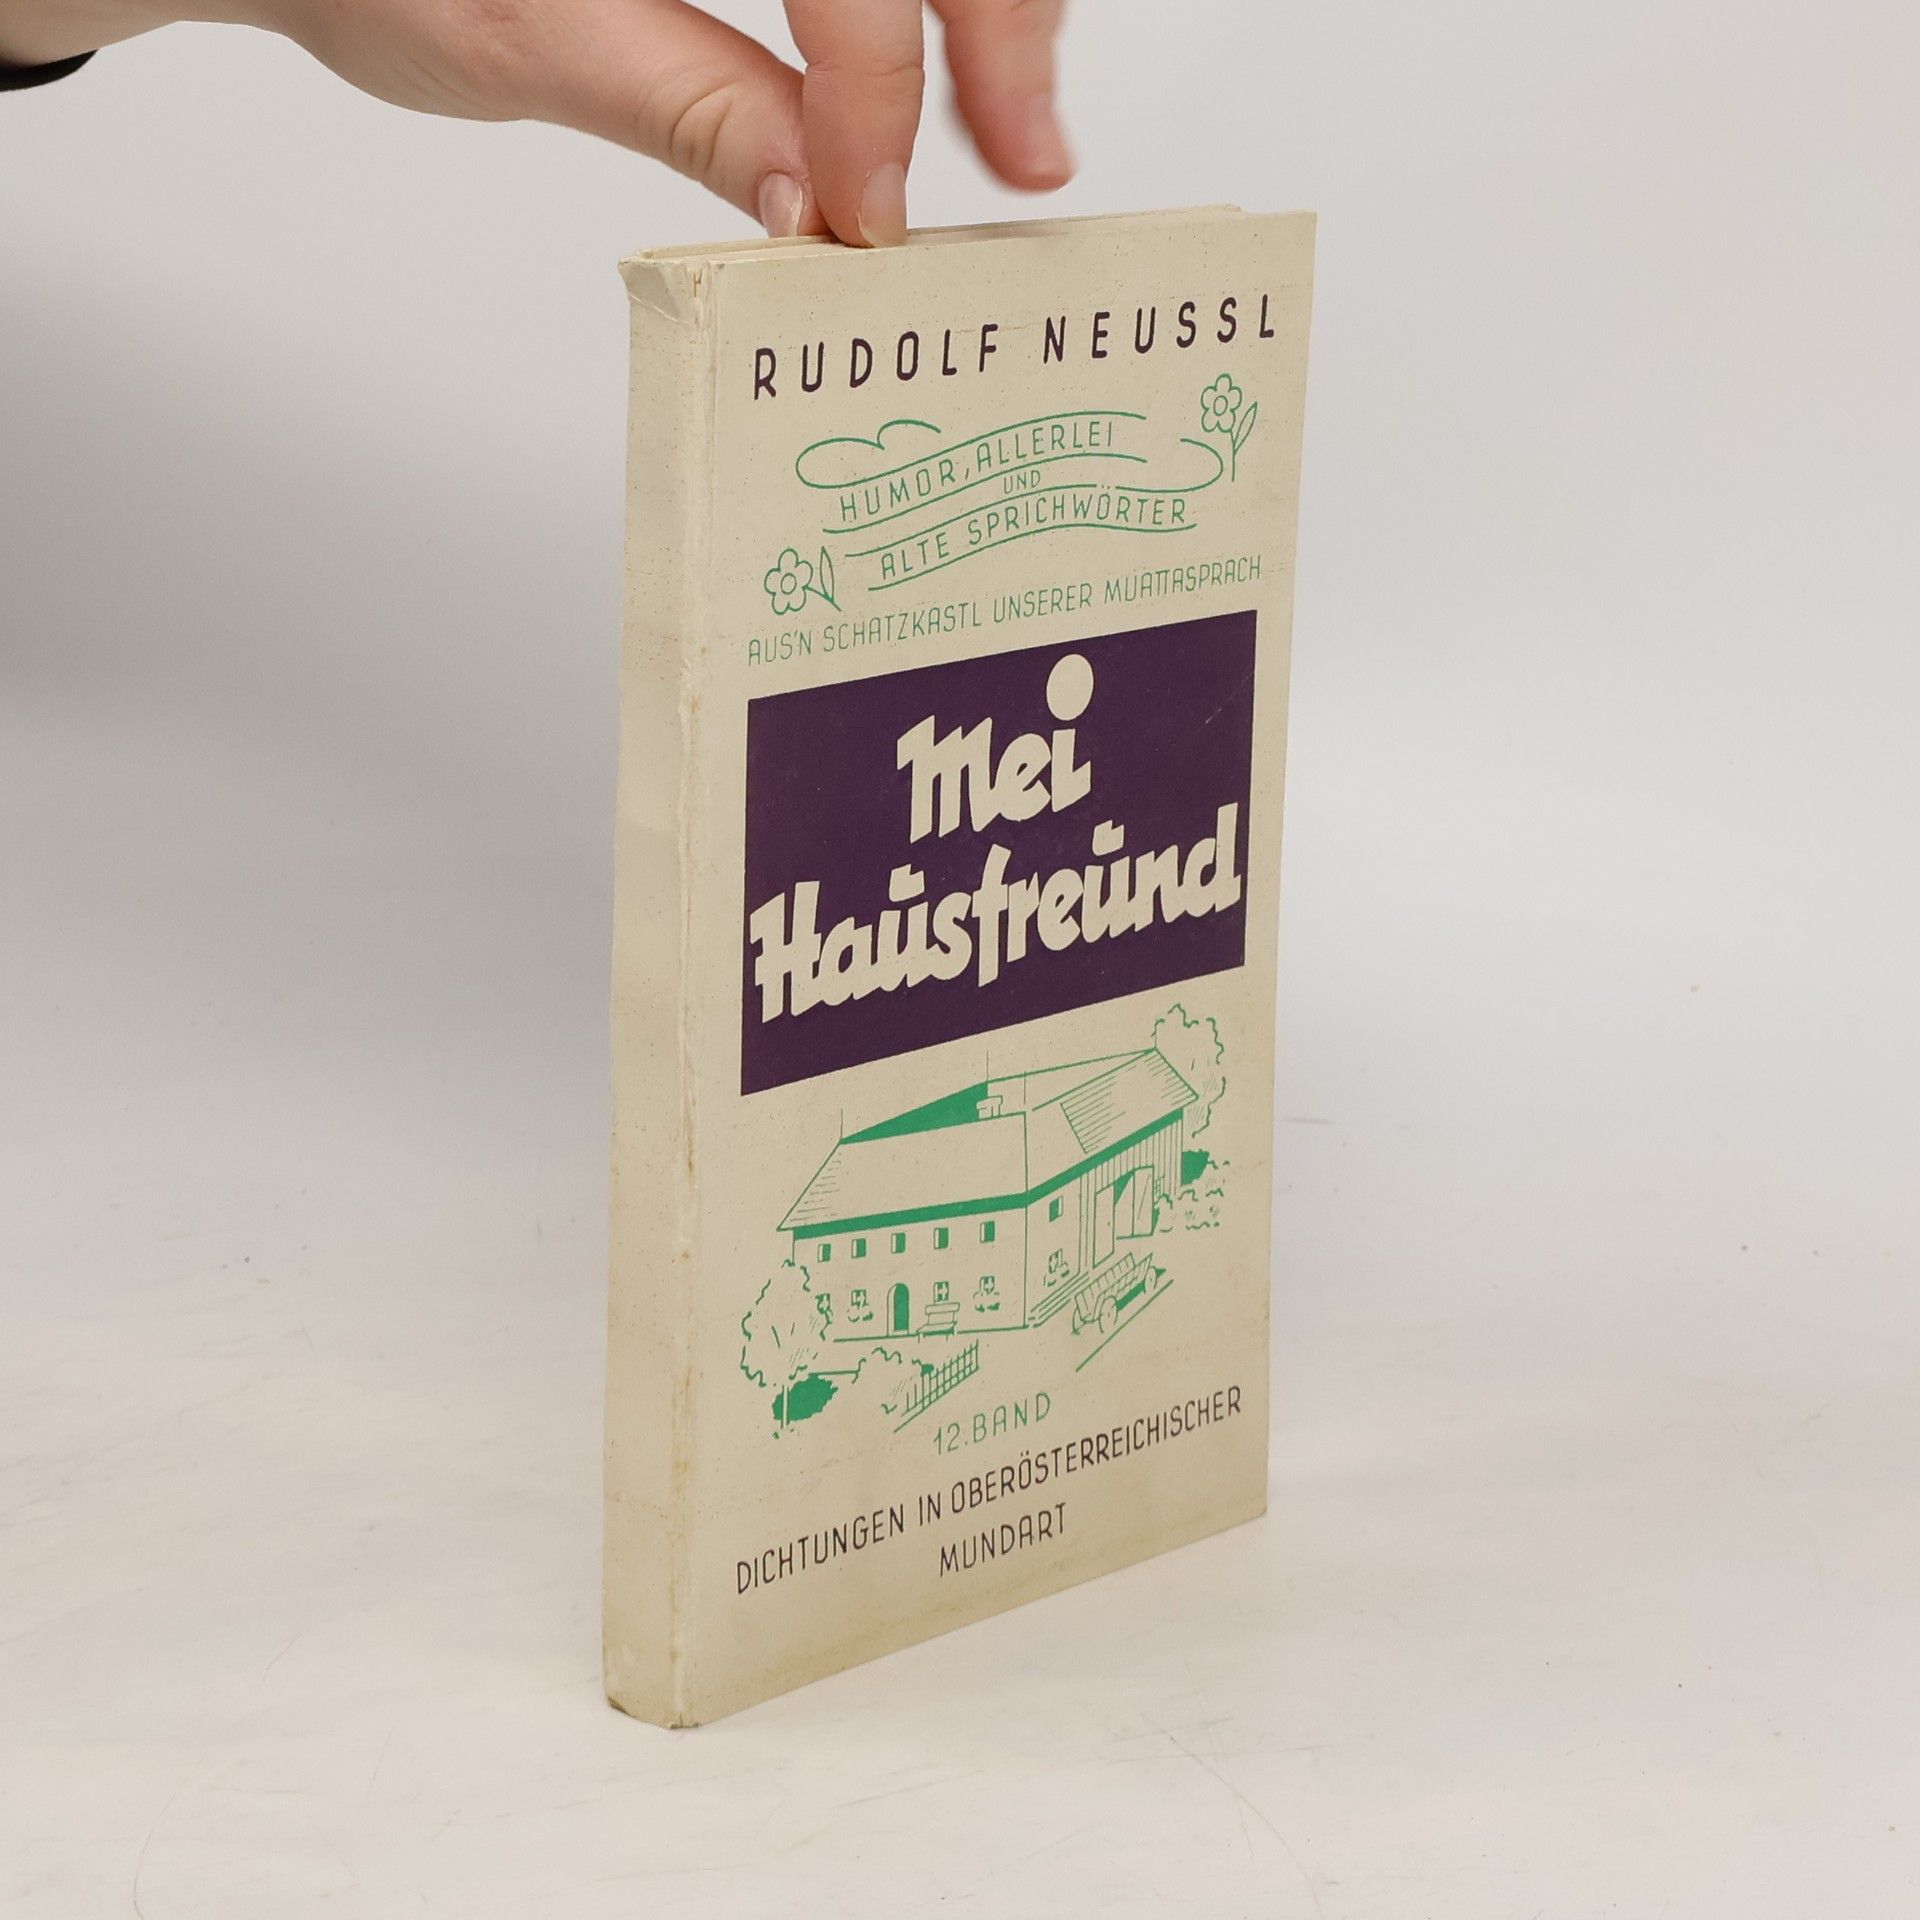 RUDOLF NEUSSL
HUMOR, ALLERLEI
UND
ALTE SPRICHWÖRTER
AUS'N SCHATZKASTL UNSERER MUATTASPRACH
Mei
Hausfreund
12. BAND
DICHTUNGEN IN OBERÖSTERREICHISCHER
MUNDART